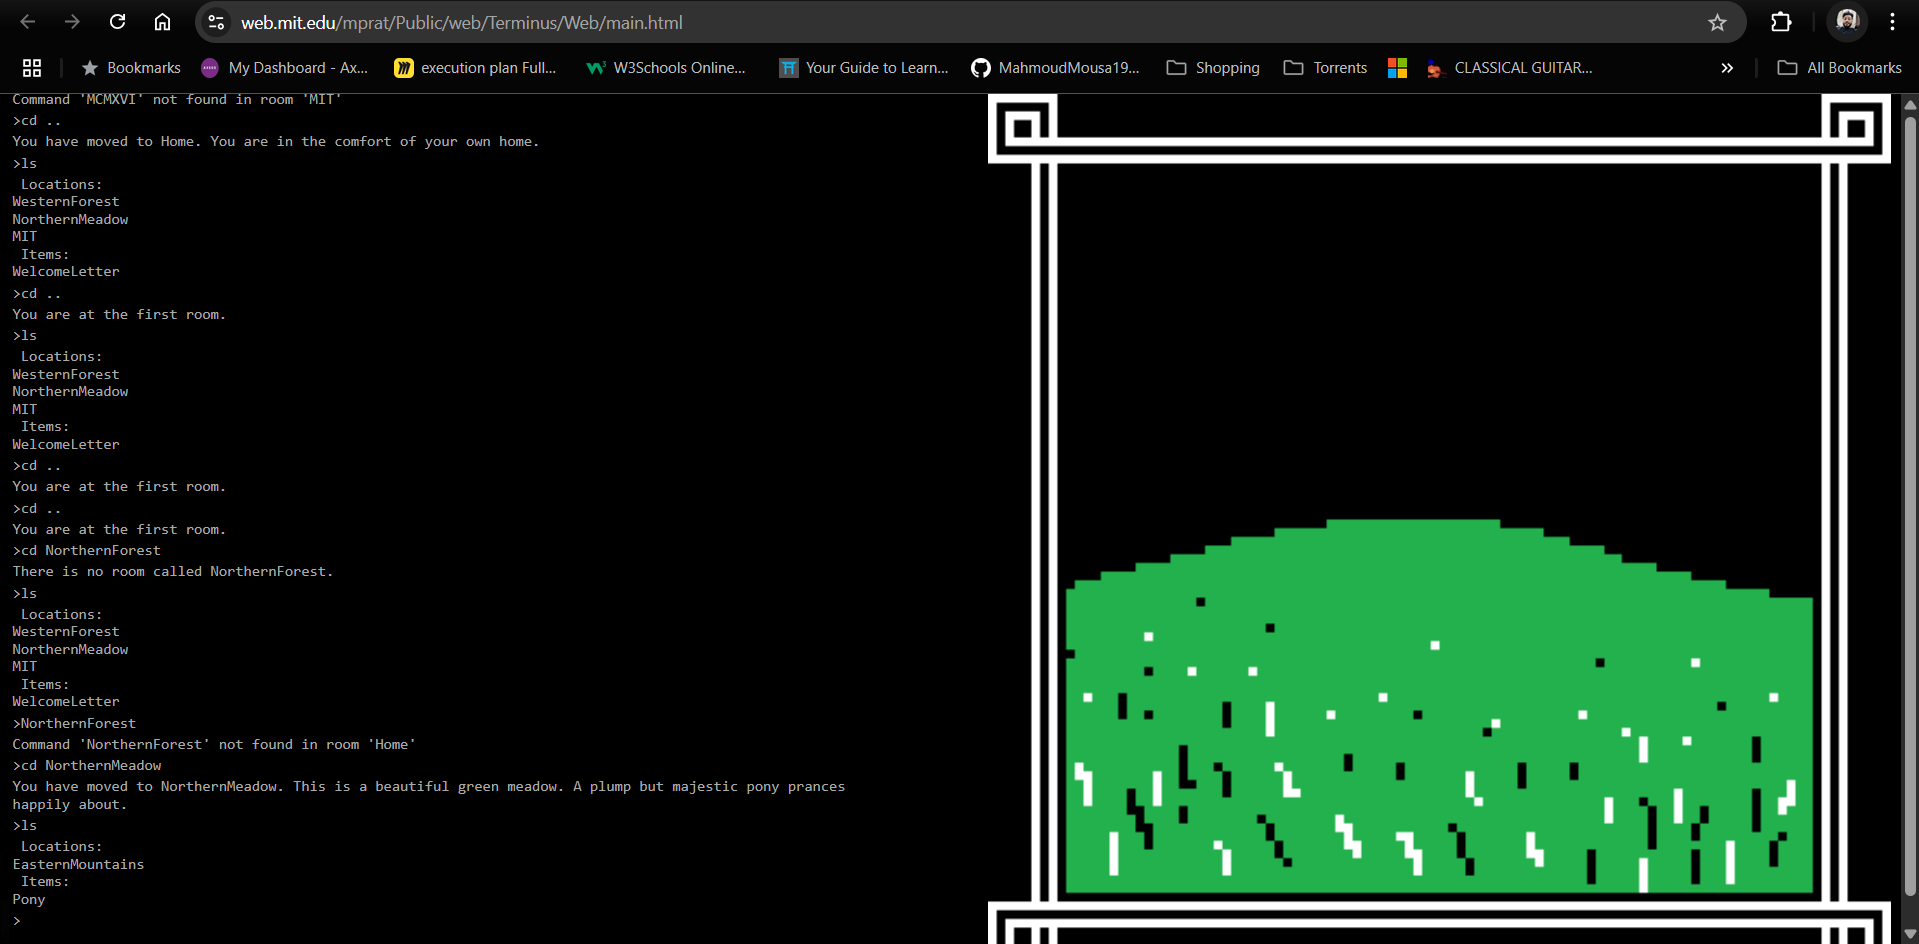 web.mit.edu/mprat/Public/web/Terminus/Web/main.html
Bookmarks
My Dashboard - Ax...
execution plan Full...
W3Schools Online...
Your Guide to Learn...
MahmoudMousa19...
Shopping
Torrents
CLASSICAL GUITAR...
»
All Bookmarks
Command 'MCMXVI' not found in room 'MIT'
>cd ..
You have moved to Home. You are in the comfort of your own home.
>ls
Locations:
WesternForest
NorthernMeadow
MIT
Items:
WelcomeLetter
>cd ..
You are at the first room.
>ls
Locations:
WesternForest
NorthernMeadow
MIT
Items:
WelcomeLetter
>cd ..
You are at the first room.
>cd ..
You are at the first room.
>cd NorthernForest
There is no room called NorthernForest.
>ls
Locations:
WesternForest
NorthernMeadow
MIT
Items:
WelcomeLetter
>NorthernForest
Command 'NorthernForest' not found in room 'Home'
>cd NorthernMeadow
You have moved to NorthernMeadow. This is a beautiful green meadow. A plump but majestic pony prances
happily about.
>ls
Locations:
EasternMountains
Items:
Pony
>